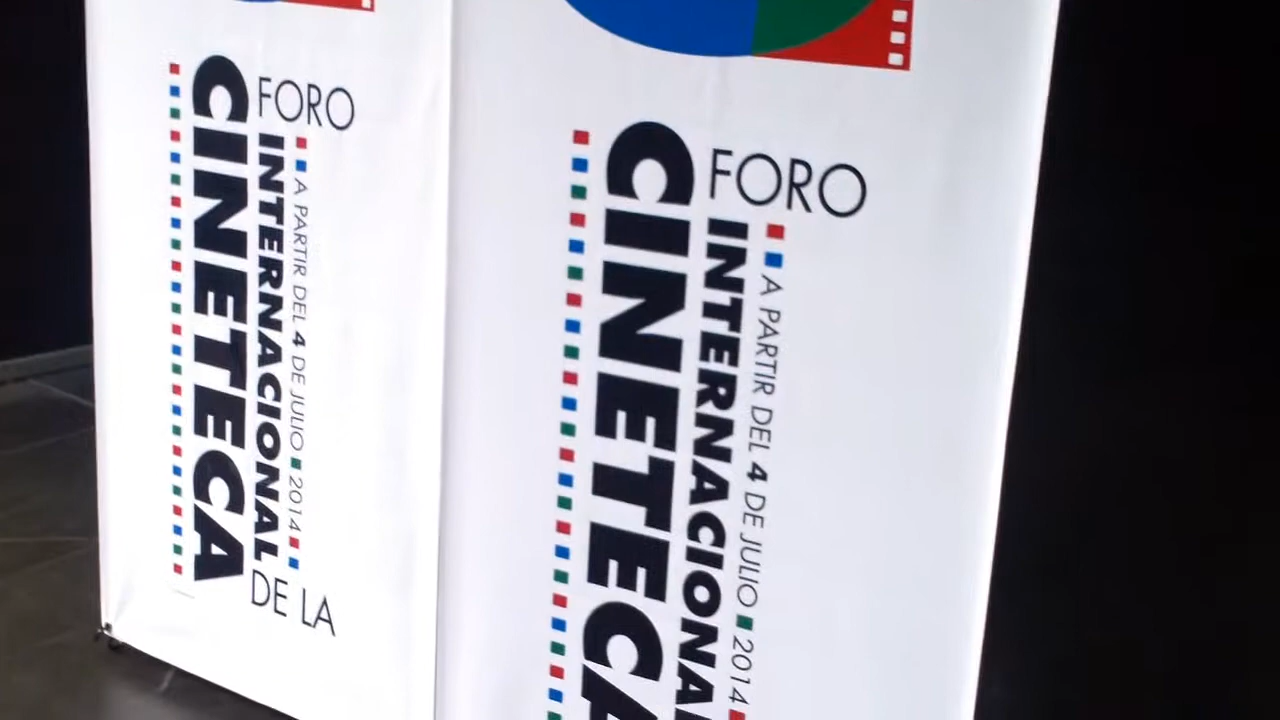 FORO
INTERNACIONAL
DE LA
CINETECA
A PARTIR DEL 4 DE JULIO 2014
FORO
INTERNACIONAL
CINETECA
A PARTIR DEL 4 DE JULIO 2014